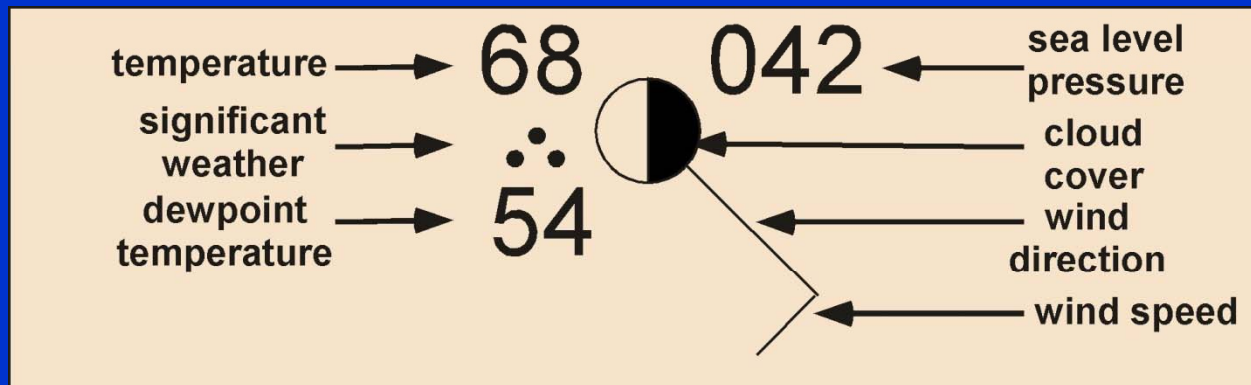 temperature
68
042
sea level
pressure
significant
weather
cloud
cover
dewpoint
temperature
54
wind
direction
wind speed